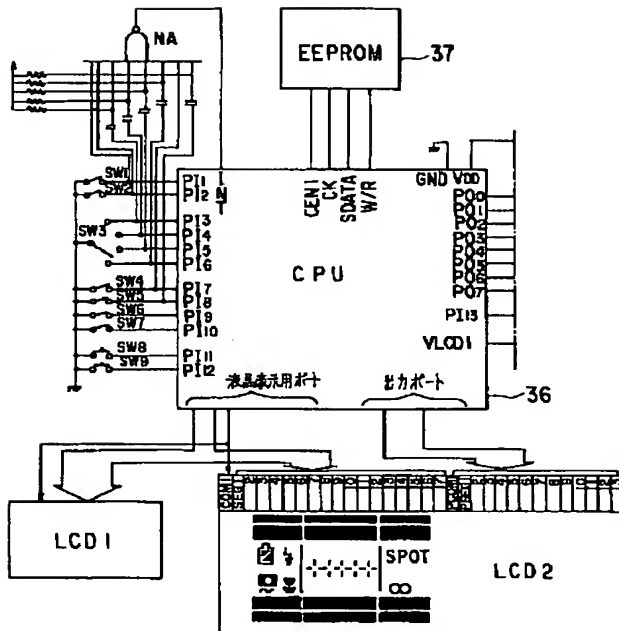 NA
EEPROM
37
SW1
SW2
SW3
SW4
SW5
SW6
SW7
SW8
SW9
PI1
PI2
PI3
PI4
PI5
PI6
PI7
PI8
PI9
PI10
PI11
PI12
INT
CEN1
CK
SDATA
W/R
GND
VDD
PO0
PO1
PO2
PO3
PO4
PO5
PO6
PO7
PI13
VLCD1
CPU
液晶表示用ポート
出力ポート
36
LCD1
SPOT
LCD2